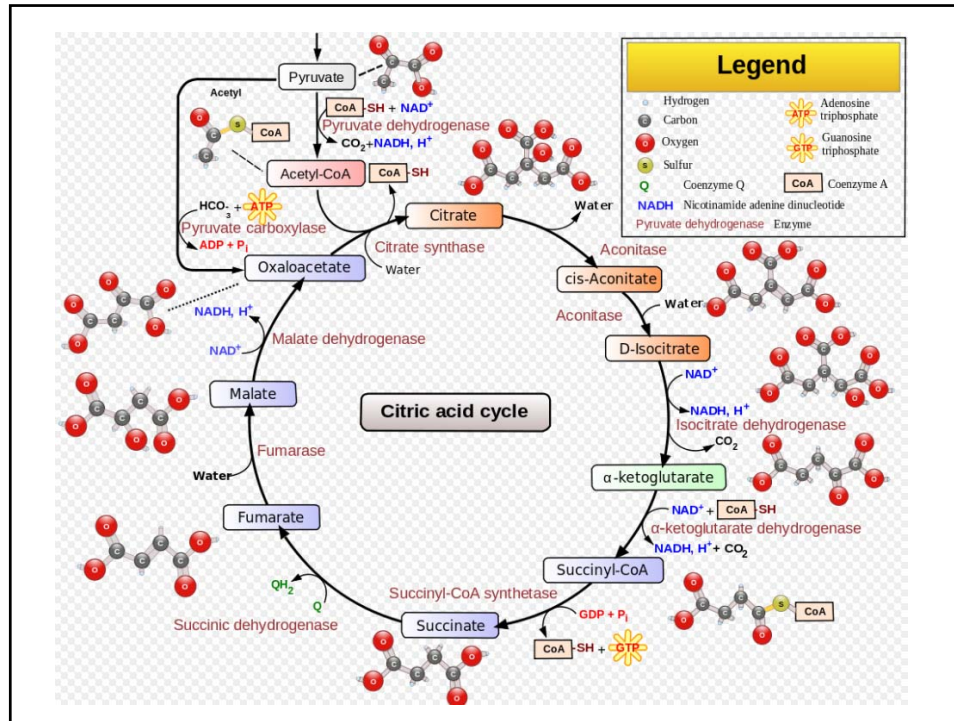 Legend
Hydrogen
Carbon
Oxygen
Sulfur
Q Coenzyme Q
NADH Nicotinamide adenine dinucleotide
Pyruvate dehydrogenase Enzyme
ATP Adenosine triphosphate
GTP Guanosine triphosphate
CoA Coenzyme A
Pyruvate
Acetyl
CoA-SH + NAD⁺
Pyruvate dehydrogenase
CO₂+NADH, H⁺
S CoA
Acetyl-CoA
CoA-SH
HCO₃- + ATP
Pyruvate carboxylase
ADP + Pi
Citrate
Citrate synthase
Water
Oxaloacetate
Water
Aconitase
cis-Aconitate
Water
Aconitase
D-Isocitrate
NAD⁺
NADH, H⁺
Isocitrate dehydrogenase
CO₂
α-ketoglutarate
NAD⁺ + CoA-SH
α-ketoglutarate dehydrogenase
NADH, H⁺+ CO₂
Succinyl-CoA
S CoA
Succinyl-CoA synthetase
GDP + Pi
CoA-SH + GTP
Succinate
QH₂
Q
Succinic dehydrogenase
Fumarate
Water
Fumarase
Malate
NADH, H⁺
NAD⁺
Malate dehydrogenase
Citric acid cycle